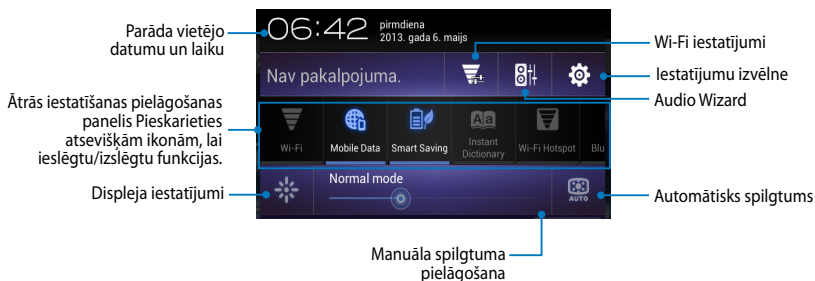 Parāda vietējo
datumu un laiku
06:42
pirmdiena
2013. gada 6. maijs
Wi-Fi iestatījumi
Nav pakalpojuma.
Iestatījumu izvēlne
Audio Wizard
Ātrās iestatīšanas pielāgošanas
panelis Pieskarieties
atsevišķām ikonām, lai
ieslēgtu/izslēgtu funkcijas.
Wi-Fi
Mobile Data
Smart Saving
Aa
Instant
Dictionary
Wi-Fi Hotspot
Blu
Displeja iestatījumi
Normal mode
AUTO
Automātisks spilgtums
Manuāla spilgtuma
pielāgošana